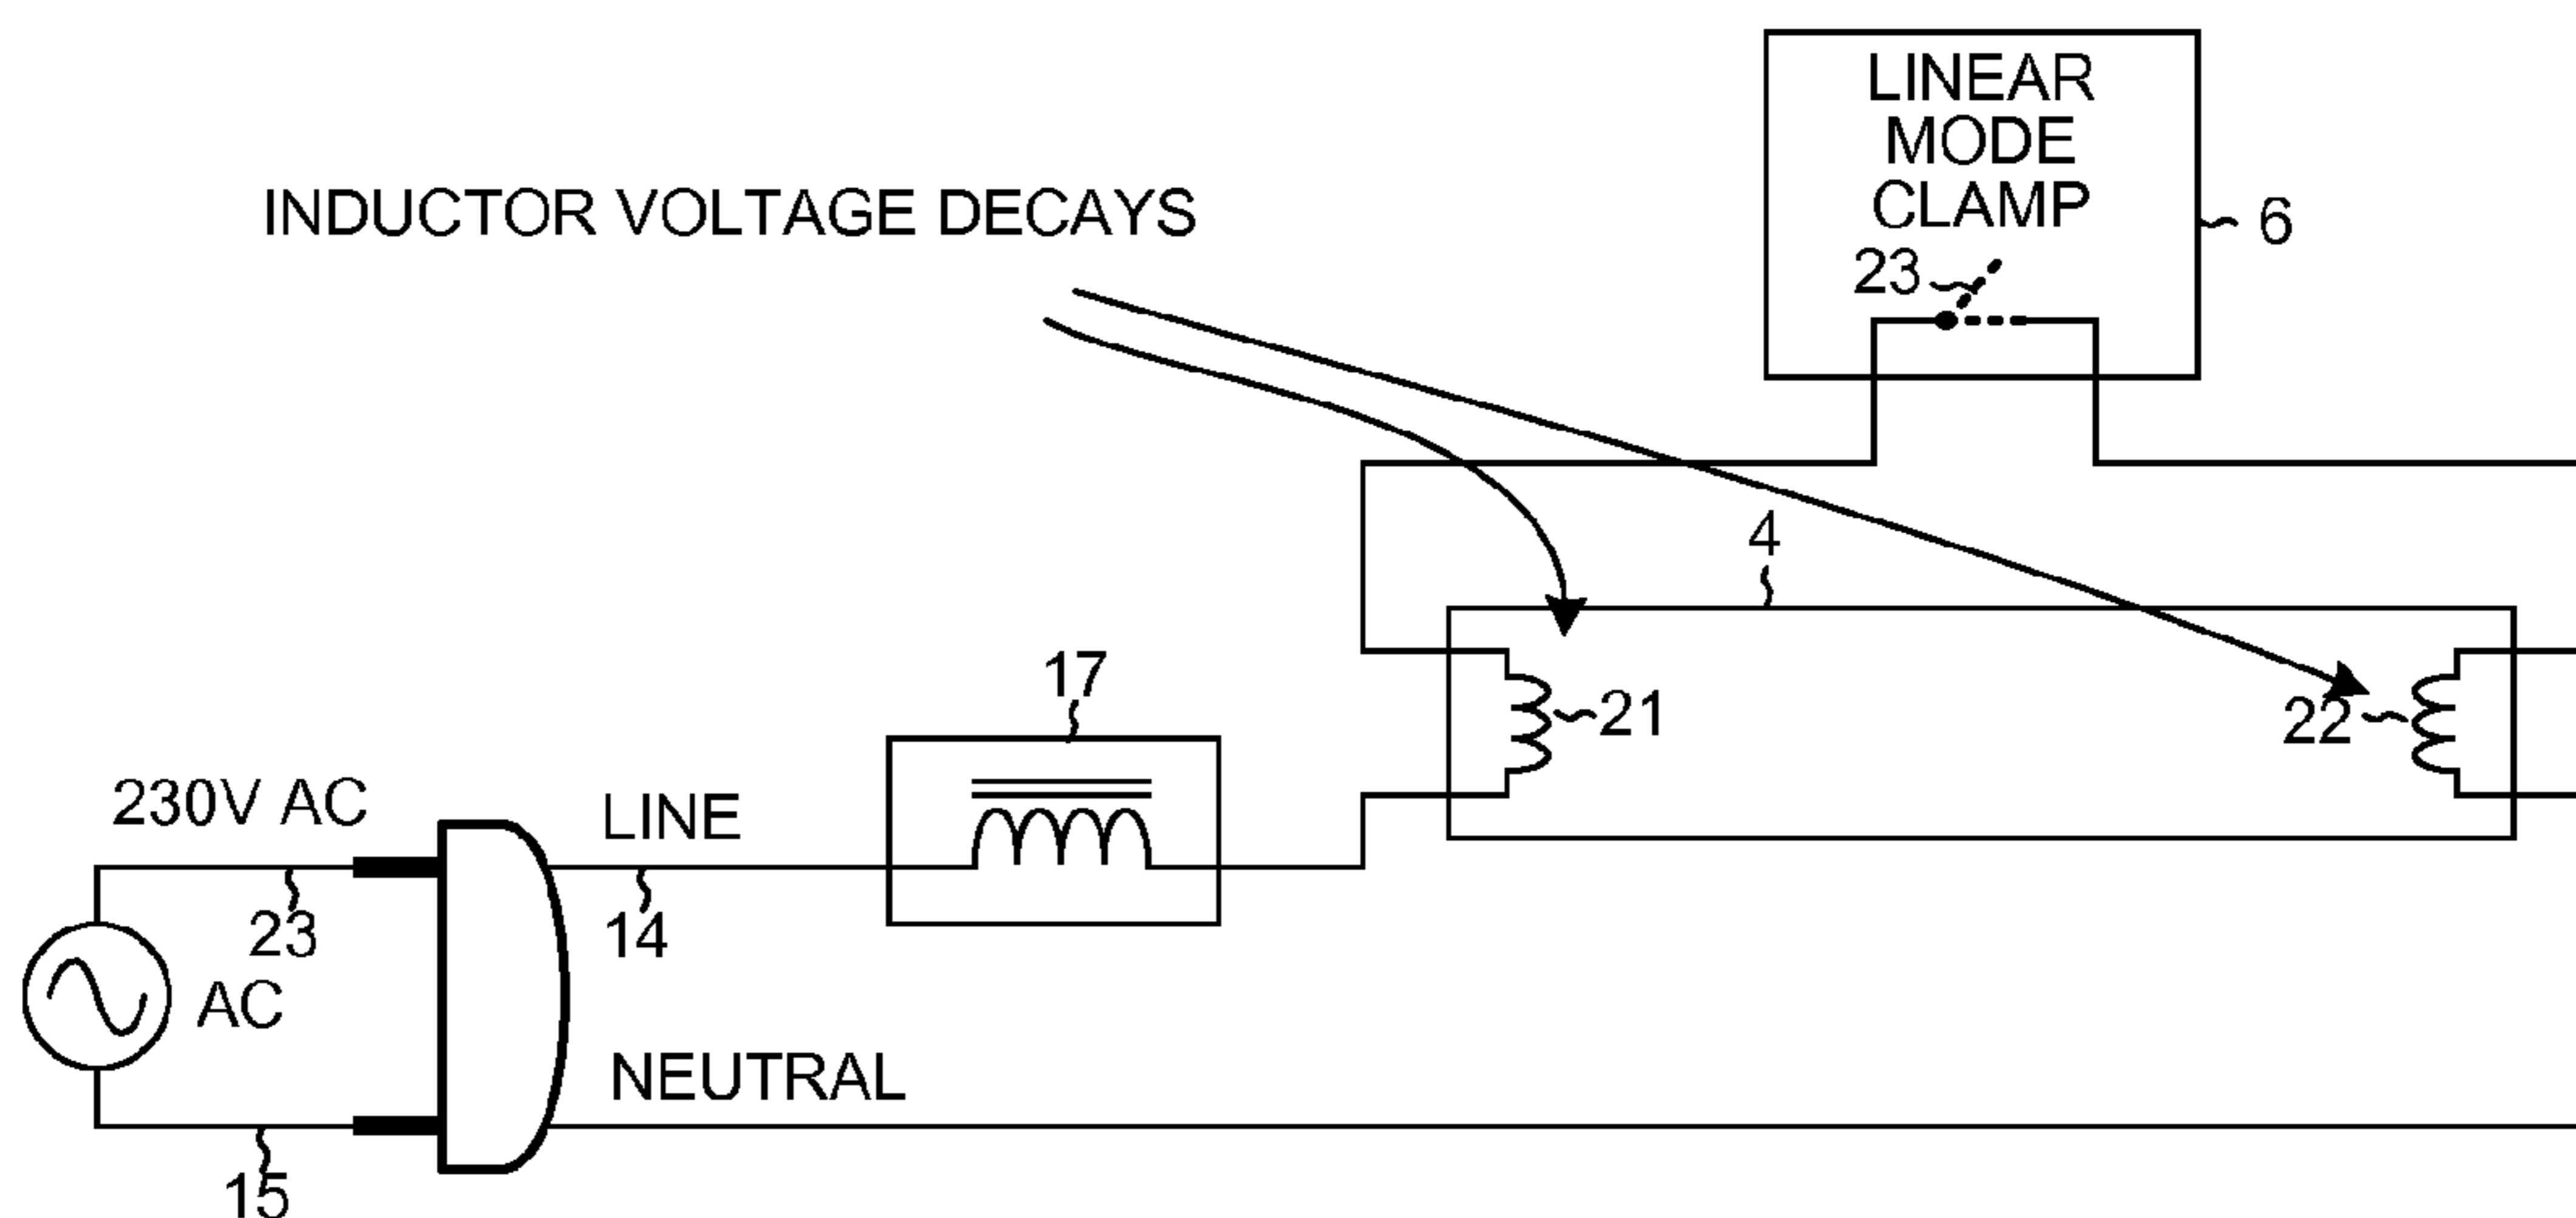 LINEAR
MODE
CLAMP
6
23
INDUCTOR VOLTAGE DECAYS
4
17
21
22
230V AC
LINE
23
14
AC
NEUTRAL
15